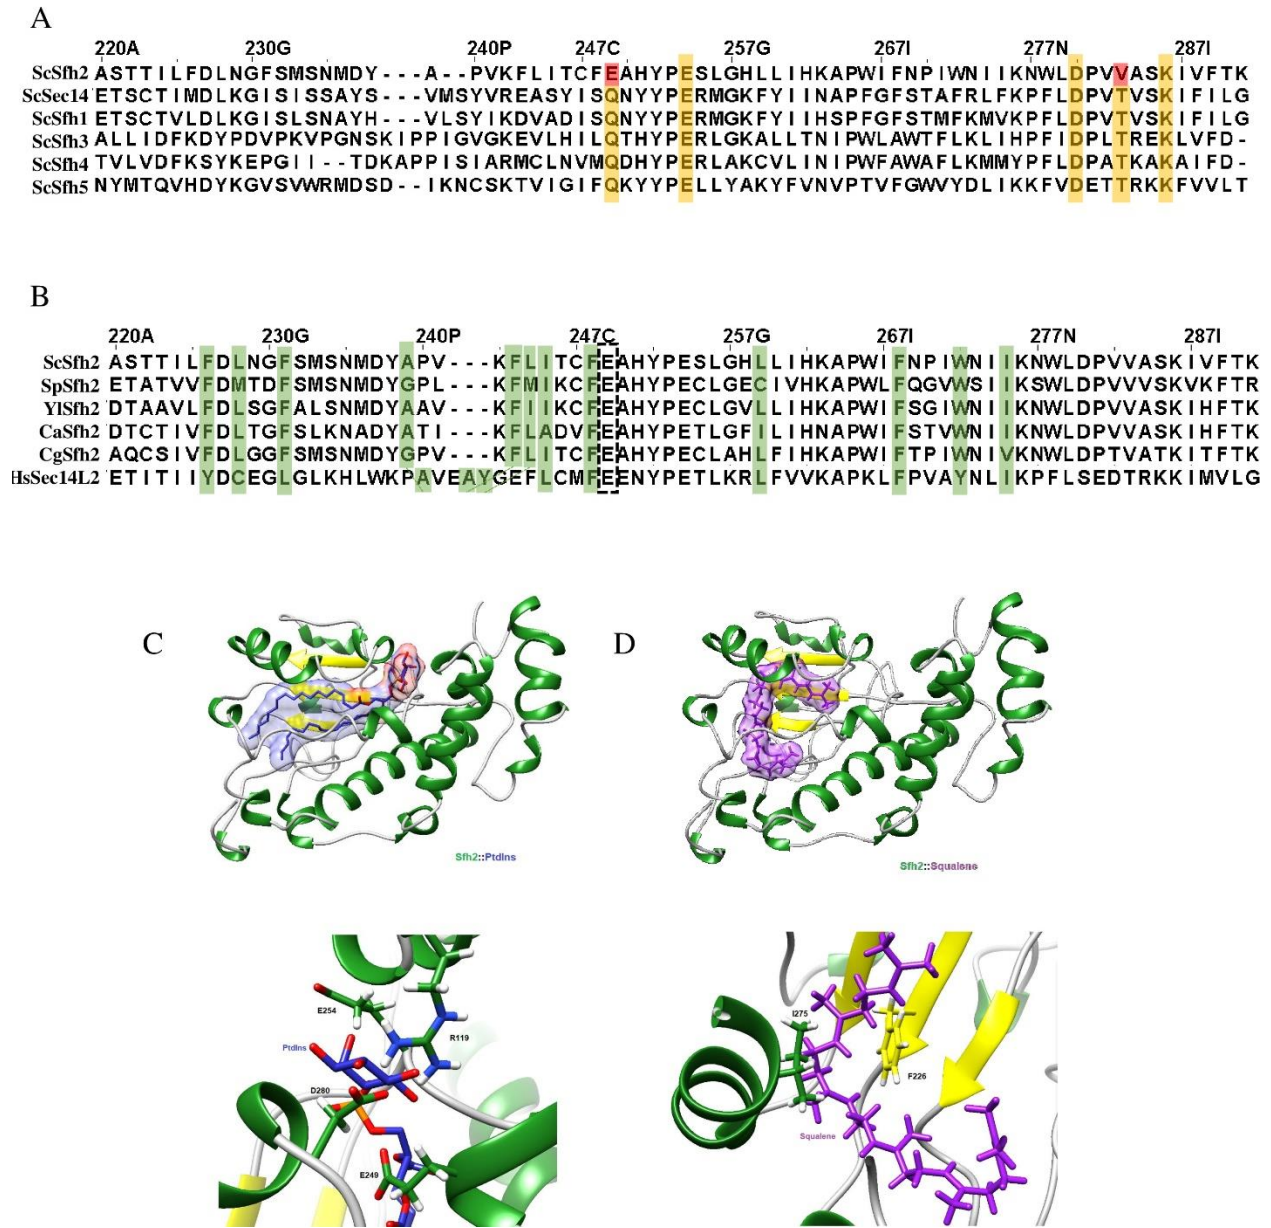 A
220A 230G 240P 247C 257G 267I 277N 287I
ScSfh2 ASTTILFDLNGFSMSNMDY---A--PVKFLITCFEAHYPESLGHLLIHKAPWIFNPIWNIIKNWLDPVVASKIVFTK
ScSec14 ETSCTIMDLKGISISSAYS---VMSYVREASYISQNYYPERMGKFYIINAPFGFSTAFRLFKPFLDPVTVSKIFILG
ScSfh1 ETSCTVLDLKGISLSNAYH---VLSYIKDVADISQNYYPERMGKFYIIHSPFGFSTMFKMVKPFLDPVTVSKIFILG
ScSfh3 ALLIDFKDYPDVPKVPGNSKIPPIGVGKEVLHILQTHYPERLGKALLTNIPWLAWTFLKLIHPFIDPLTREKLVFD-
ScSfh4 TVLVDFKSYKEPGII--TDKAPPISIARMCLNVMQDHYPERLAKCVLINIPWFAWAFLKMMYPFLDPATKAKAIFD-
ScSfh5 NYMTQVHDYKGVSVWRMDSD--IKNCSKTVIGIFQKYYPELLYAKYFVNVPTVFGWVYDLIKKFVDETTRKKFVVLT
B
220A 230G 240P 247C 257G 267I 277N 287I
ScSfh2 ASTTILFDLNGFSMSNMDYAPV---KFLITCFEAHYPESLGHLLIHKAPWIFNPIWNIIKNWLDPVVASKIVFTK
SpSfh2 ETATVVFDMTDFSMSNMDYGPL---KFMIKCFEAHYPECLGECIVHKAPWLFQGVWSIIKSWLDPVVVSKVKFTR
YlSfh2 DTAAVLFDLSGFALSNMDYAAV---KFIIKCFEAHYPECLGVLLIHKAPWIFSGIWNIIKNWLDPVVASKIHFTK
CaSfh2 DTCTIVFDLTGFSLKNADYATI---KFLADVFEAHYPETLGFILIHNAPWIFSTVWNIIKNWLDPVVASKIHFTK
CgSfh2 AQCSIVFDLGGFSMSNMDYGPV---KFLITCFEAHYPECLAHLFIHKAPWIFTPIWNIVKNWLDPTVATKITFTK
HsSec14L2 ETITIIYDCEGLGLKHLWKPAVEAYGEFLCMFEENYPETLKRLFVVKAPKLFPVAYNLIKPFLSEDTRKKIMVLG
C
D
Sfh2::PtdIns
Sfh2::Squalene
E254
R119
PtdIns
D280
E249
I275
F226
Squalene